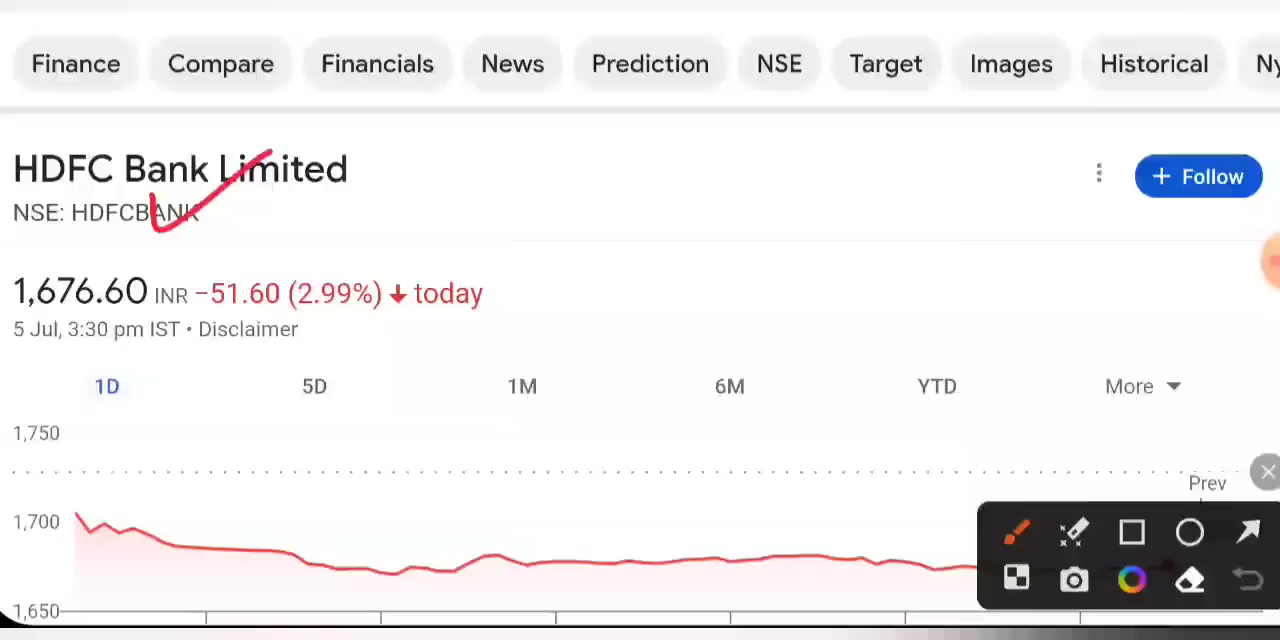 Finance Compare Financials News Prediction NSE Target Images Historical Ny
HDFC Bank Limited
+ Follow
NSE: HDFCBANK
1,676.60 INR −51.60 (2.99%) ↓ today
5 Jul, 3:30 pm IST • Disclaimer
1D 5D 1M 6M YTD More
1,750
Prev
1,700
1,650